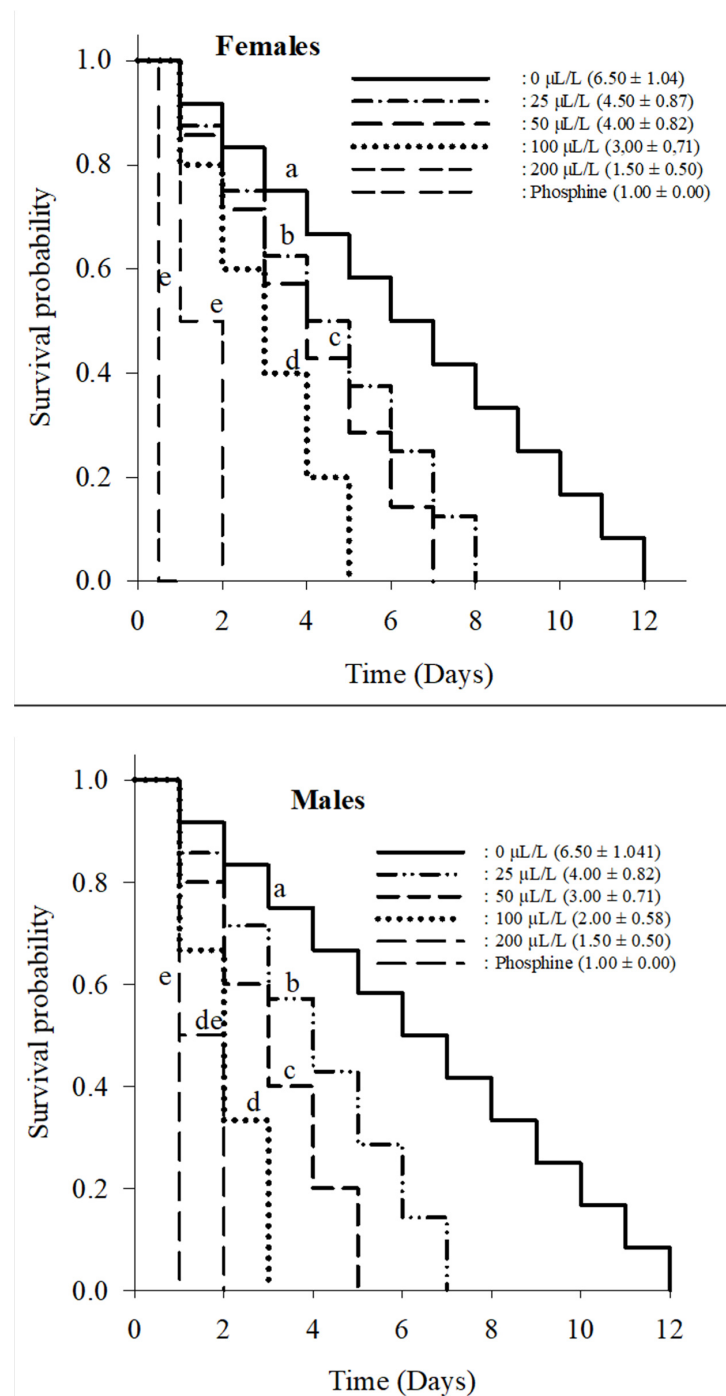 Females
: 0 µL/L (6.50 ± 1.04)
: 25 µL/L (4.50 ± 0.87)
: 50 µL/L (4.00 ± 0.82)
: 100 µL/L (3,00 ± 0,71)
: 200 µL/L (1.50 ± 0.50)
: Phosphine (1.00 ± 0.00)
Survival probability
1.0
0.8
0.6
0.4
0.2
0.0
a
b
c
d
e
e
0 2 4 6 8 10 12
Time (Days)
Males
: 0 µL/L (6.50 ± 1.041)
: 25 µL/L (4.00 ± 0.82)
: 50 µL/L (3.00 ± 0.71)
: 100 µL/L (2.00 ± 0.58)
: 200 µL/L (1.50 ± 0.50)
: Phosphine (1.00 ± 0.00)
Survival probability
1.0
0.8
0.6
0.4
0.2
0.0
a
b
c
d
de
e
0 2 4 6 8 10 12
Time (Days)